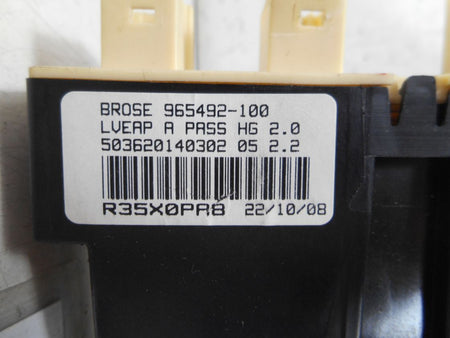 BROSE 965492-100
LVEAP A PASS HG 2.0
503620140302 05 2.2
R35X0PA8 22/10/08